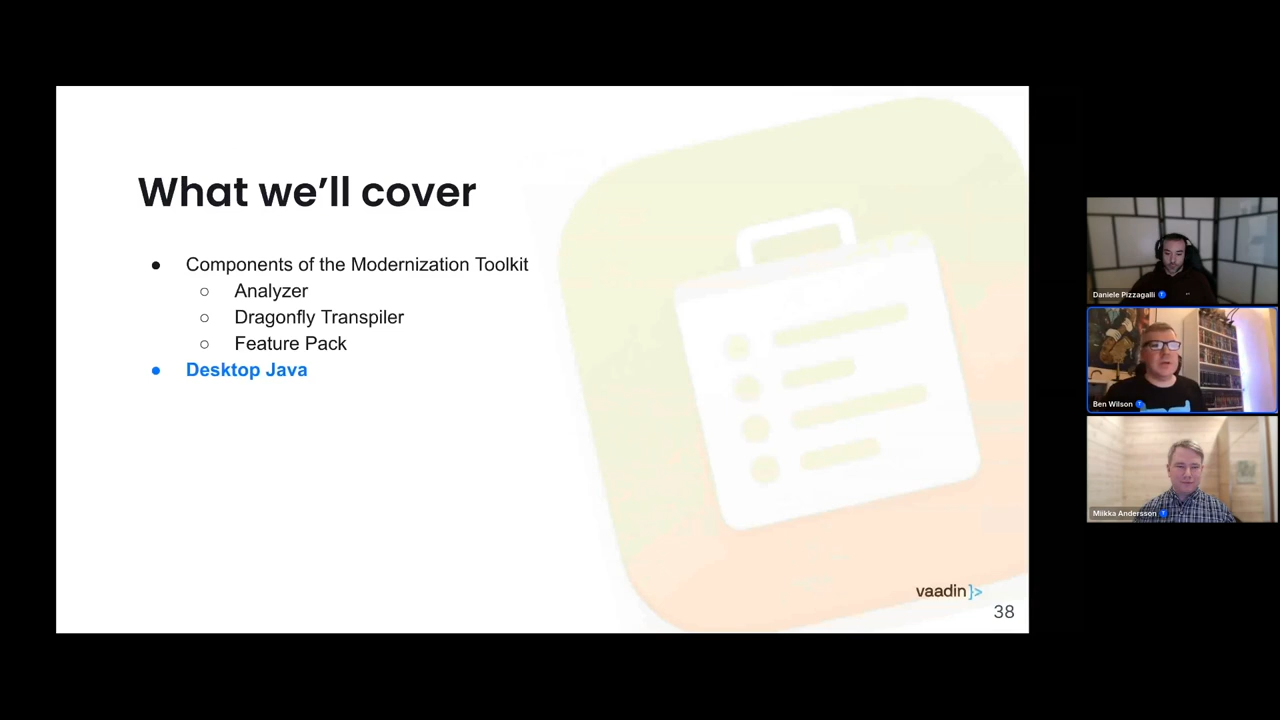 What we'll cover
● Components of the Modernization Toolkit
○ Analyzer
○ Dragonfly Transpiler
○ Feature Pack
● Desktop Java
vaadin}>
38
Daniele Pizzagalli
Ben Wilson
Miikka Andersson